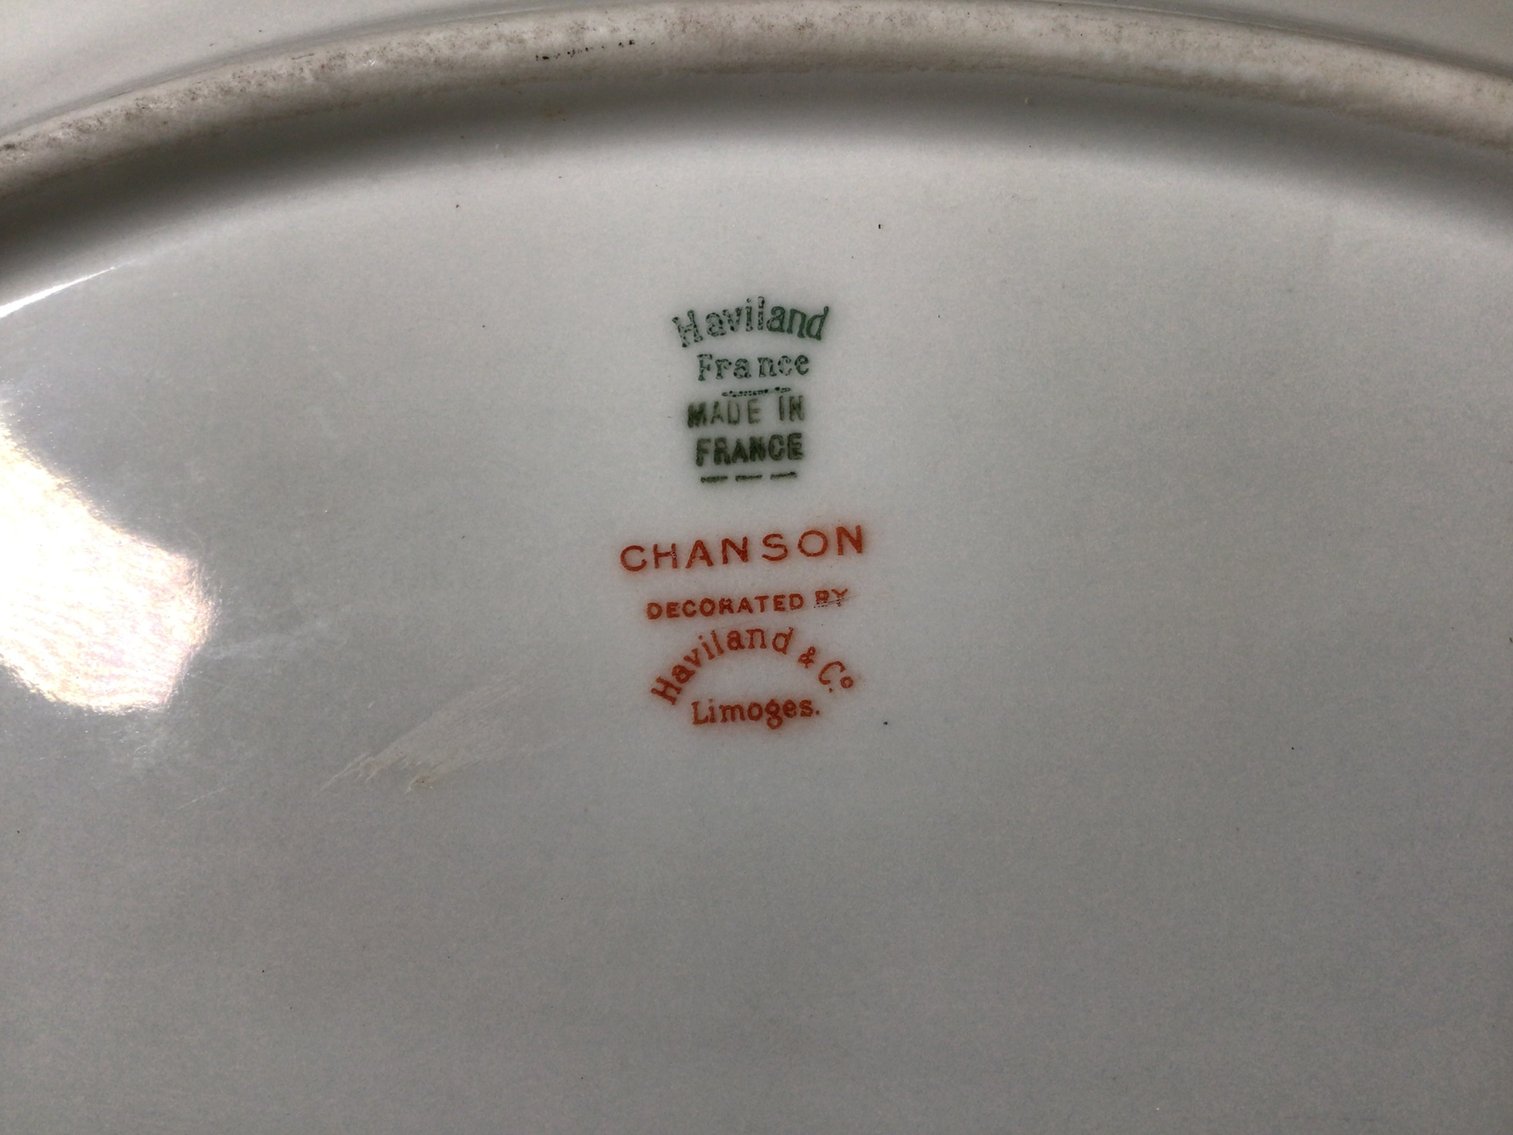 Haviland
France
MADE IN
FRANCE
CHANSON
DECORATED BY
Haviland & Co.
Limoges.